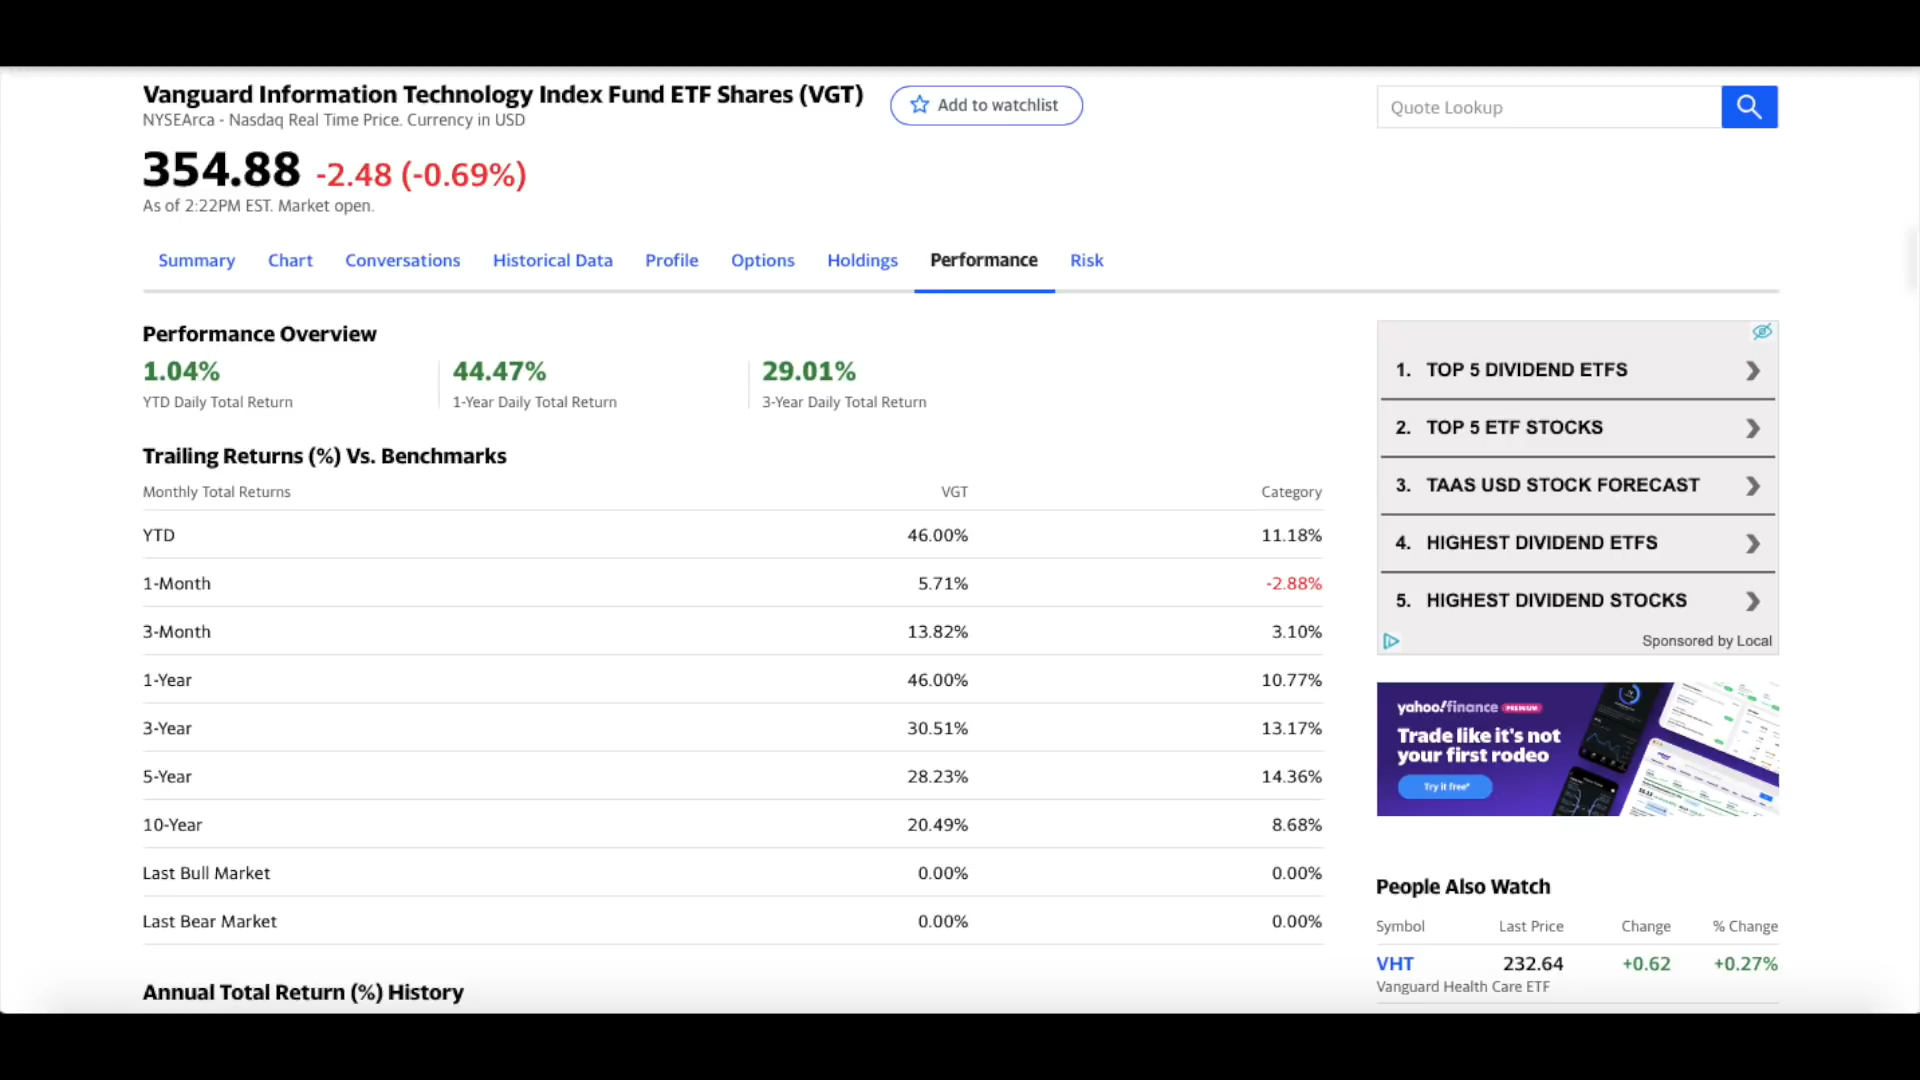 Vanguard Information Technology Index Fund ETF Shares (VGT)
Add to watchlist
Quote Lookup
NYSEArca - Nasdaq Real Time Price. Currency in USD
354.88 -2.48 (-0.69%)
As of 2:22PM EST. Market open.
Summary Chart Conversations Historical Data Profile Options Holdings Performance Risk
Performance Overview
1.04% 44.47% 29.01%
YTD Daily Total Return 1-Year Daily Total Return 3-Year Daily Total Return
Trailing Returns (%) Vs. Benchmarks
Monthly Total Returns VGT Category
YTD 46.00% 11.18%
1-Month 5.71% -2.88%
3-Month 13.82% 3.10%
1-Year 46.00% 10.77%
3-Year 30.51% 13.17%
5-Year 28.23% 14.36%
10-Year 20.49% 8.68%
Last Bull Market 0.00% 0.00%
Last Bear Market 0.00% 0.00%
Annual Total Return (%) History
1. TOP 5 DIVIDEND ETFS
2. TOP 5 ETF STOCKS
3. TAAS USD STOCK FORECAST
4. HIGHEST DIVIDEND ETFS
5. HIGHEST DIVIDEND STOCKS
Sponsored by Local
yahoo!finance PREMIUM
Trade like it's not
your first rodeo
Try it free*
People Also Watch
Symbol Last Price Change % Change
VHT 232.64 +0.62 +0.27%
Vanguard Health Care ETF